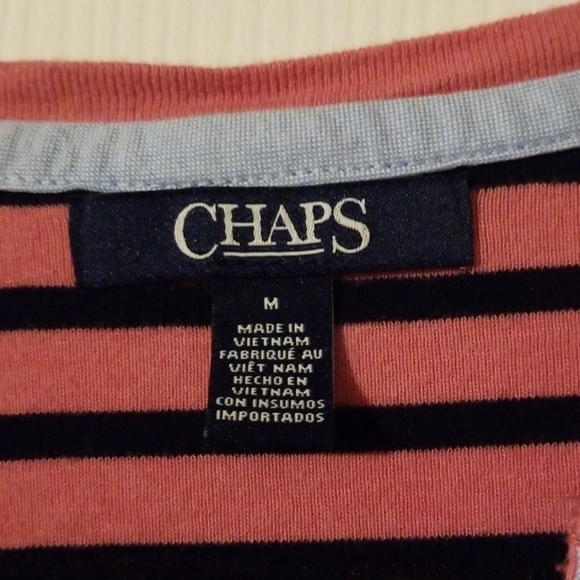 CHAPS
M
MADE IN
VIETNAM
FABRIQUÉ AU
VIÊT NAM
HECHO EN
VIETNAM
CON INSUMOS
IMPORTADOS